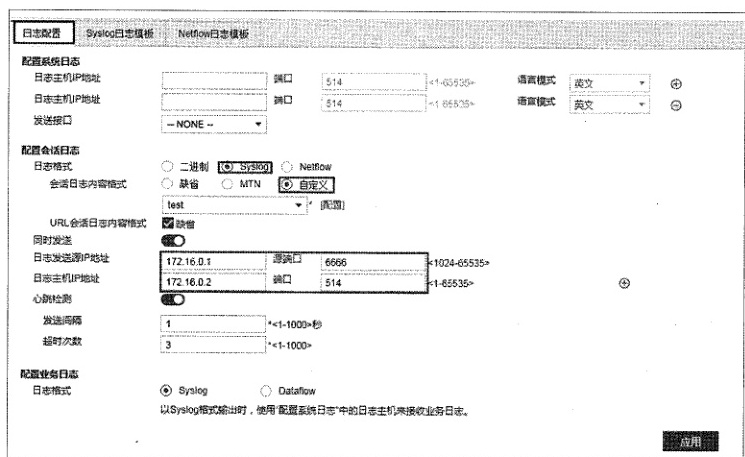 日志配置 Syslog日志模板 Netflow日志模板
配置系统日志
日志主机IP地址 端口 514 <1-65535> 语言模式 英文
日志主机IP地址 端口 514 <1-65535> 语言模式 英文
发送接口 -- NONE --
配置会话日志
日志格式 二进制 Syslog Netflow
会话日志内容格式 缺省 MTN 自定义
test * [配置]
URL会话日志内容格式 缺省
同时发送
日志发送源IP地址 172.16.0.1 源端口 6666 <1024-65535>
日志主机IP地址 172.16.0.2 端口 514 <1-65535>
心跳检测
发送间隔 1 *<1-1000>秒
超时次数 3 *<1-1000>
配置业务日志
日志格式 Syslog Dataflow
以Syslog格式输出时，使用“配置系统日志”中的日志主机来接收业务日志。
应用